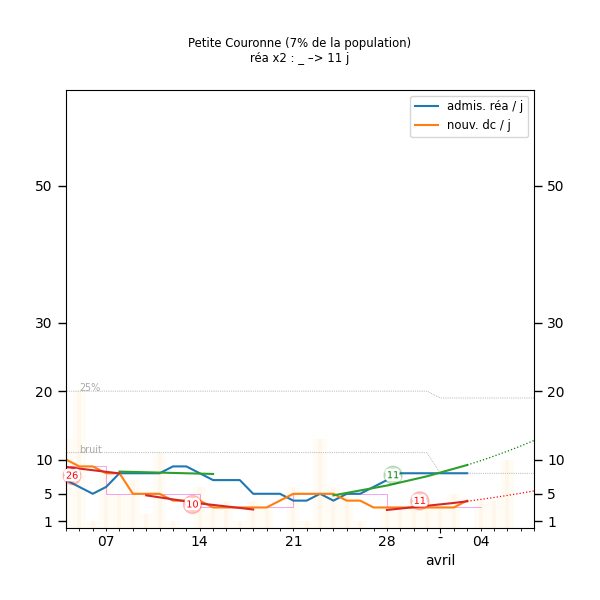 Petite Couronne (7% de la population)
réa x2 : _ –> 11 j
admis. réa / j
nouv. dc / j
50 50
30 30
20 20
25%
bruit
10 10
26 10 11 11
5 5
1 1
07 14 21 28 - 04
avril